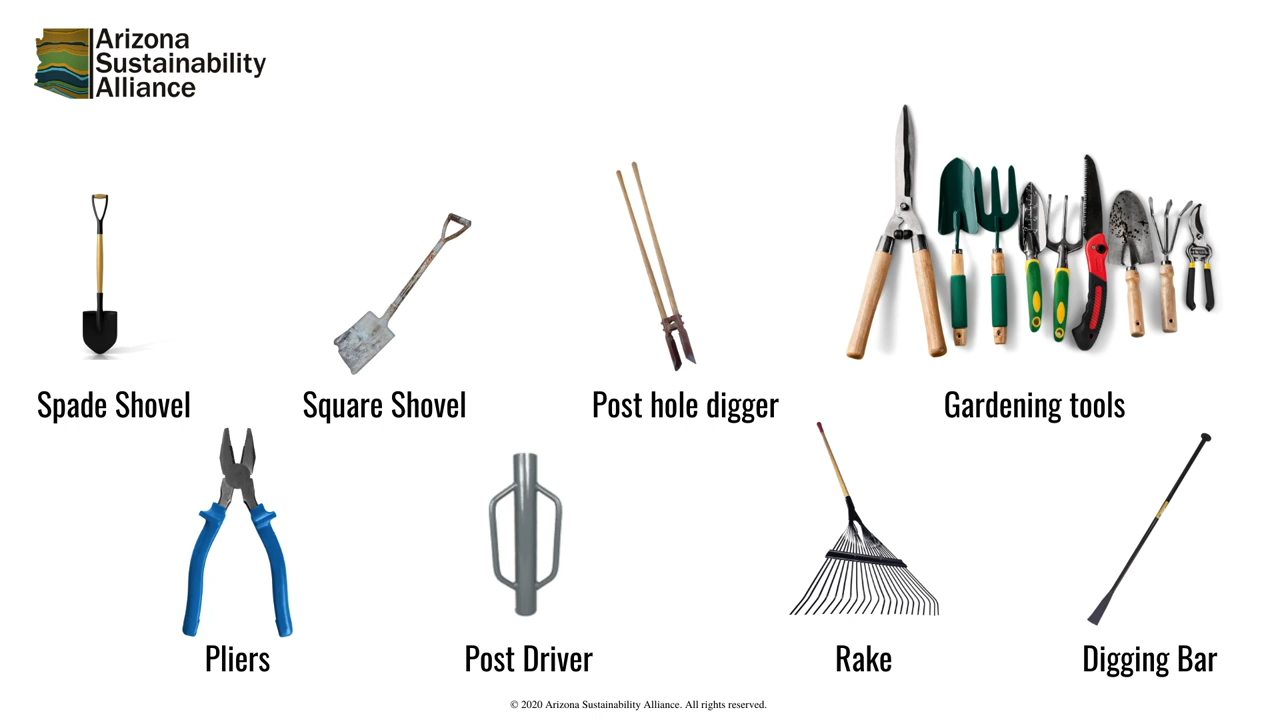 Arizona
Sustainability
Alliance
Spade Shovel
Square Shovel
Post hole digger
Gardening tools
Pliers
Post Driver
Rake
Digging Bar
© 2020 Arizona Sustainability Alliance. All rights reserved.